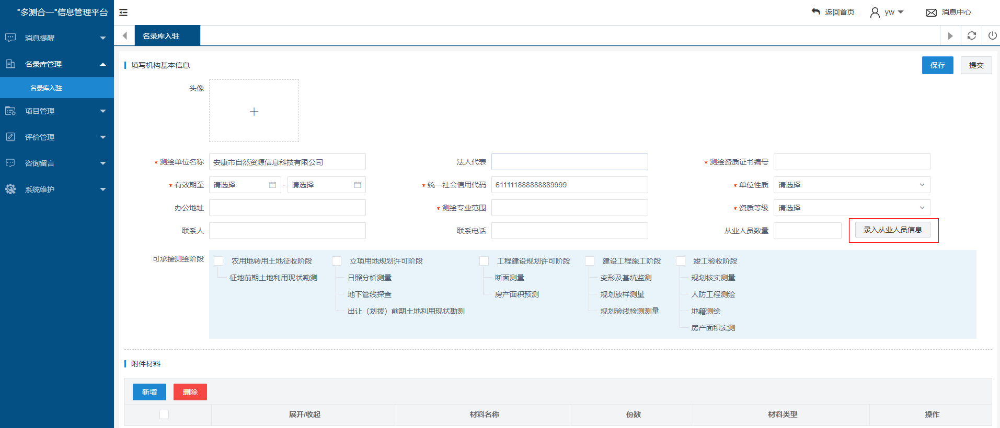 "多测合一"信息管理平台
返回首页
yw
消息中心
消息提醒
名录库管理
名录库入驻
项目管理
评价管理
咨询留言
系统维护
名录库入驻
填写机构基本信息
保存
提交
头像
* 测绘单位名称 安康市自然资源信息科技有限公司
法人代表
* 测绘资质证书编号
* 有效期至 请选择 - 请选择
* 统一社会信用代码 611111888888889999
* 单位性质 请选择
办公地址
* 测绘专业范围
* 资质等级 请选择
联系人
联系电话
从业人员数量
录入从业人员信息
可承接测绘阶段
农用地转用土地征收阶段
征地前期土地利用现状勘测
立项用地规划许可阶段
日照分析测量
地下管线探查
出让（划拨）前期土地利用现状勘测
工程建设规划许可阶段
断面测量
房产面积预测
建设工程施工阶段
变形及基坑监测
规划放样测量
规划验线检测测量
竣工验收阶段
规划核实测量
人防工程测绘
地籍测绘
房产面积实测
附件材料
新增
删除
展开/收起 材料名称 份数 材料类型 操作